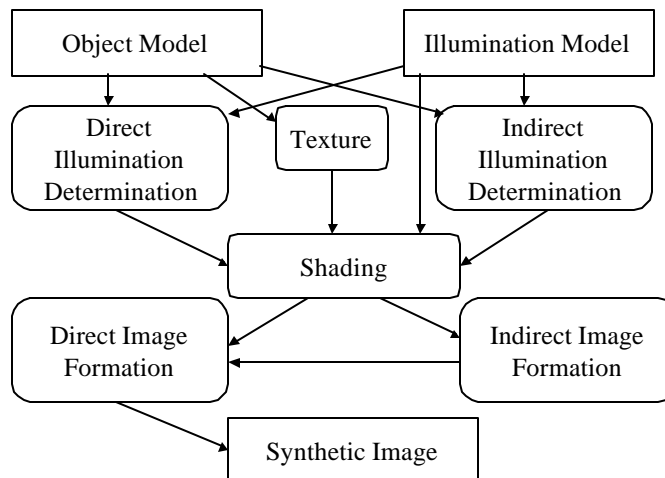 Object Model
Illumination Model
Direct
Illumination
Determination
Texture
Indirect
Illumination
Determination
Shading
Direct Image
Formation
Indirect Image
Formation
Synthetic Image